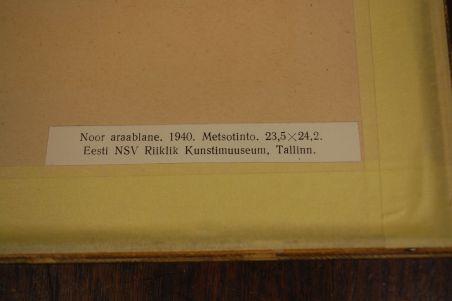 Noor araablane. 1940. Metsotinto. 23,5×24,2.
Eesti NSV Riiklik Kunstimuuseum, Tallinn.